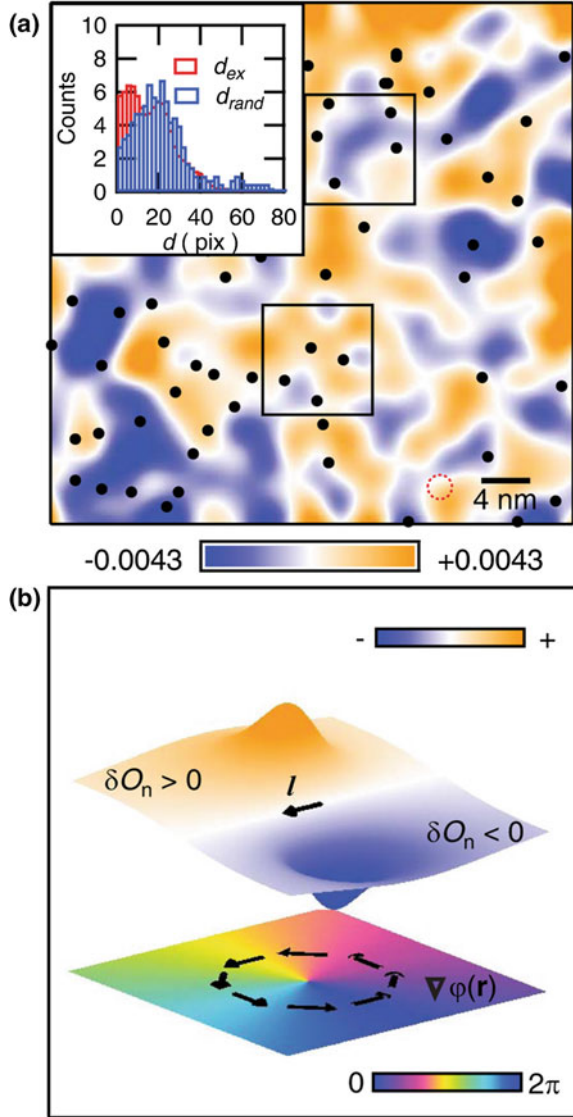 (a)
10
8
6
4
2
0
Counts
d_ex
d_rand
0 20 40 60 80
d ( pix )
4 nm
-0.0043 +0.0043
(b)
- +
δO_n > 0
l
δO_n < 0
∇φ(r)
0 2π